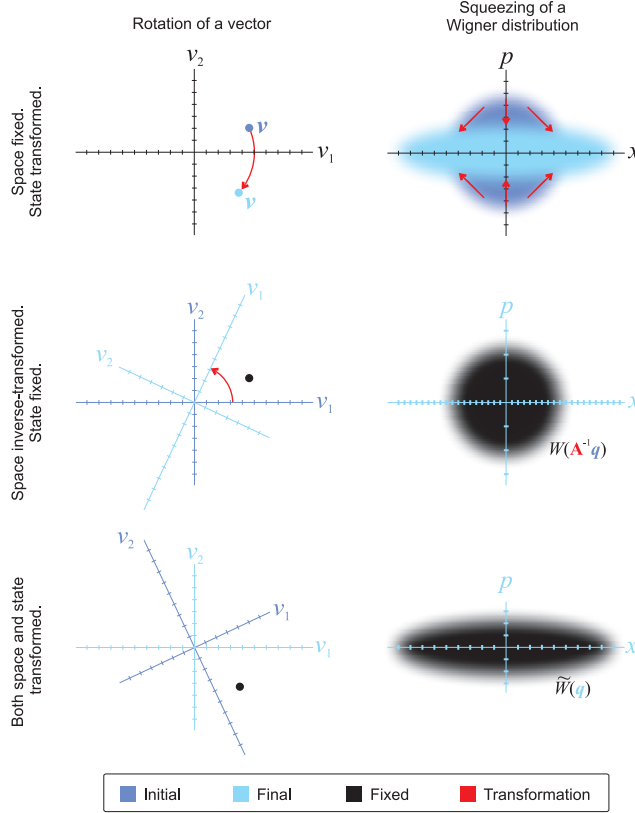 Rotation of a vector
Squeezing of a
Wigner distribution
Space fixed.
State transformed.
v₂
v₁
v
v
p
x
Space inverse-transformed.
State fixed.
v₁
v₂
v₂
v₁
p
x
W(A⁻¹q)
Both space and state
transformed.
v₂
v₂
v₁
v₁
p
x
W̃(q)
Initial
Final
Fixed
Transformation